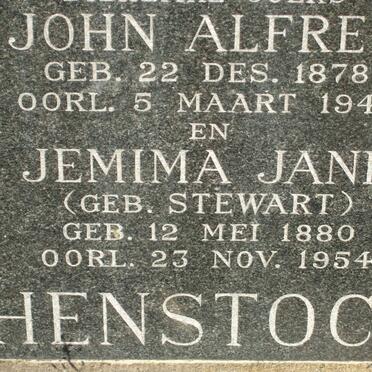 JOHN ALFRE
GEB. 22 DES. 1878
OORL. 5 MAART 194
EN
JEMIMA JANE
(GEB. STEWART)
GEB. 12 MEI 1880
OORL. 23 NOV. 1954
HENSTOC